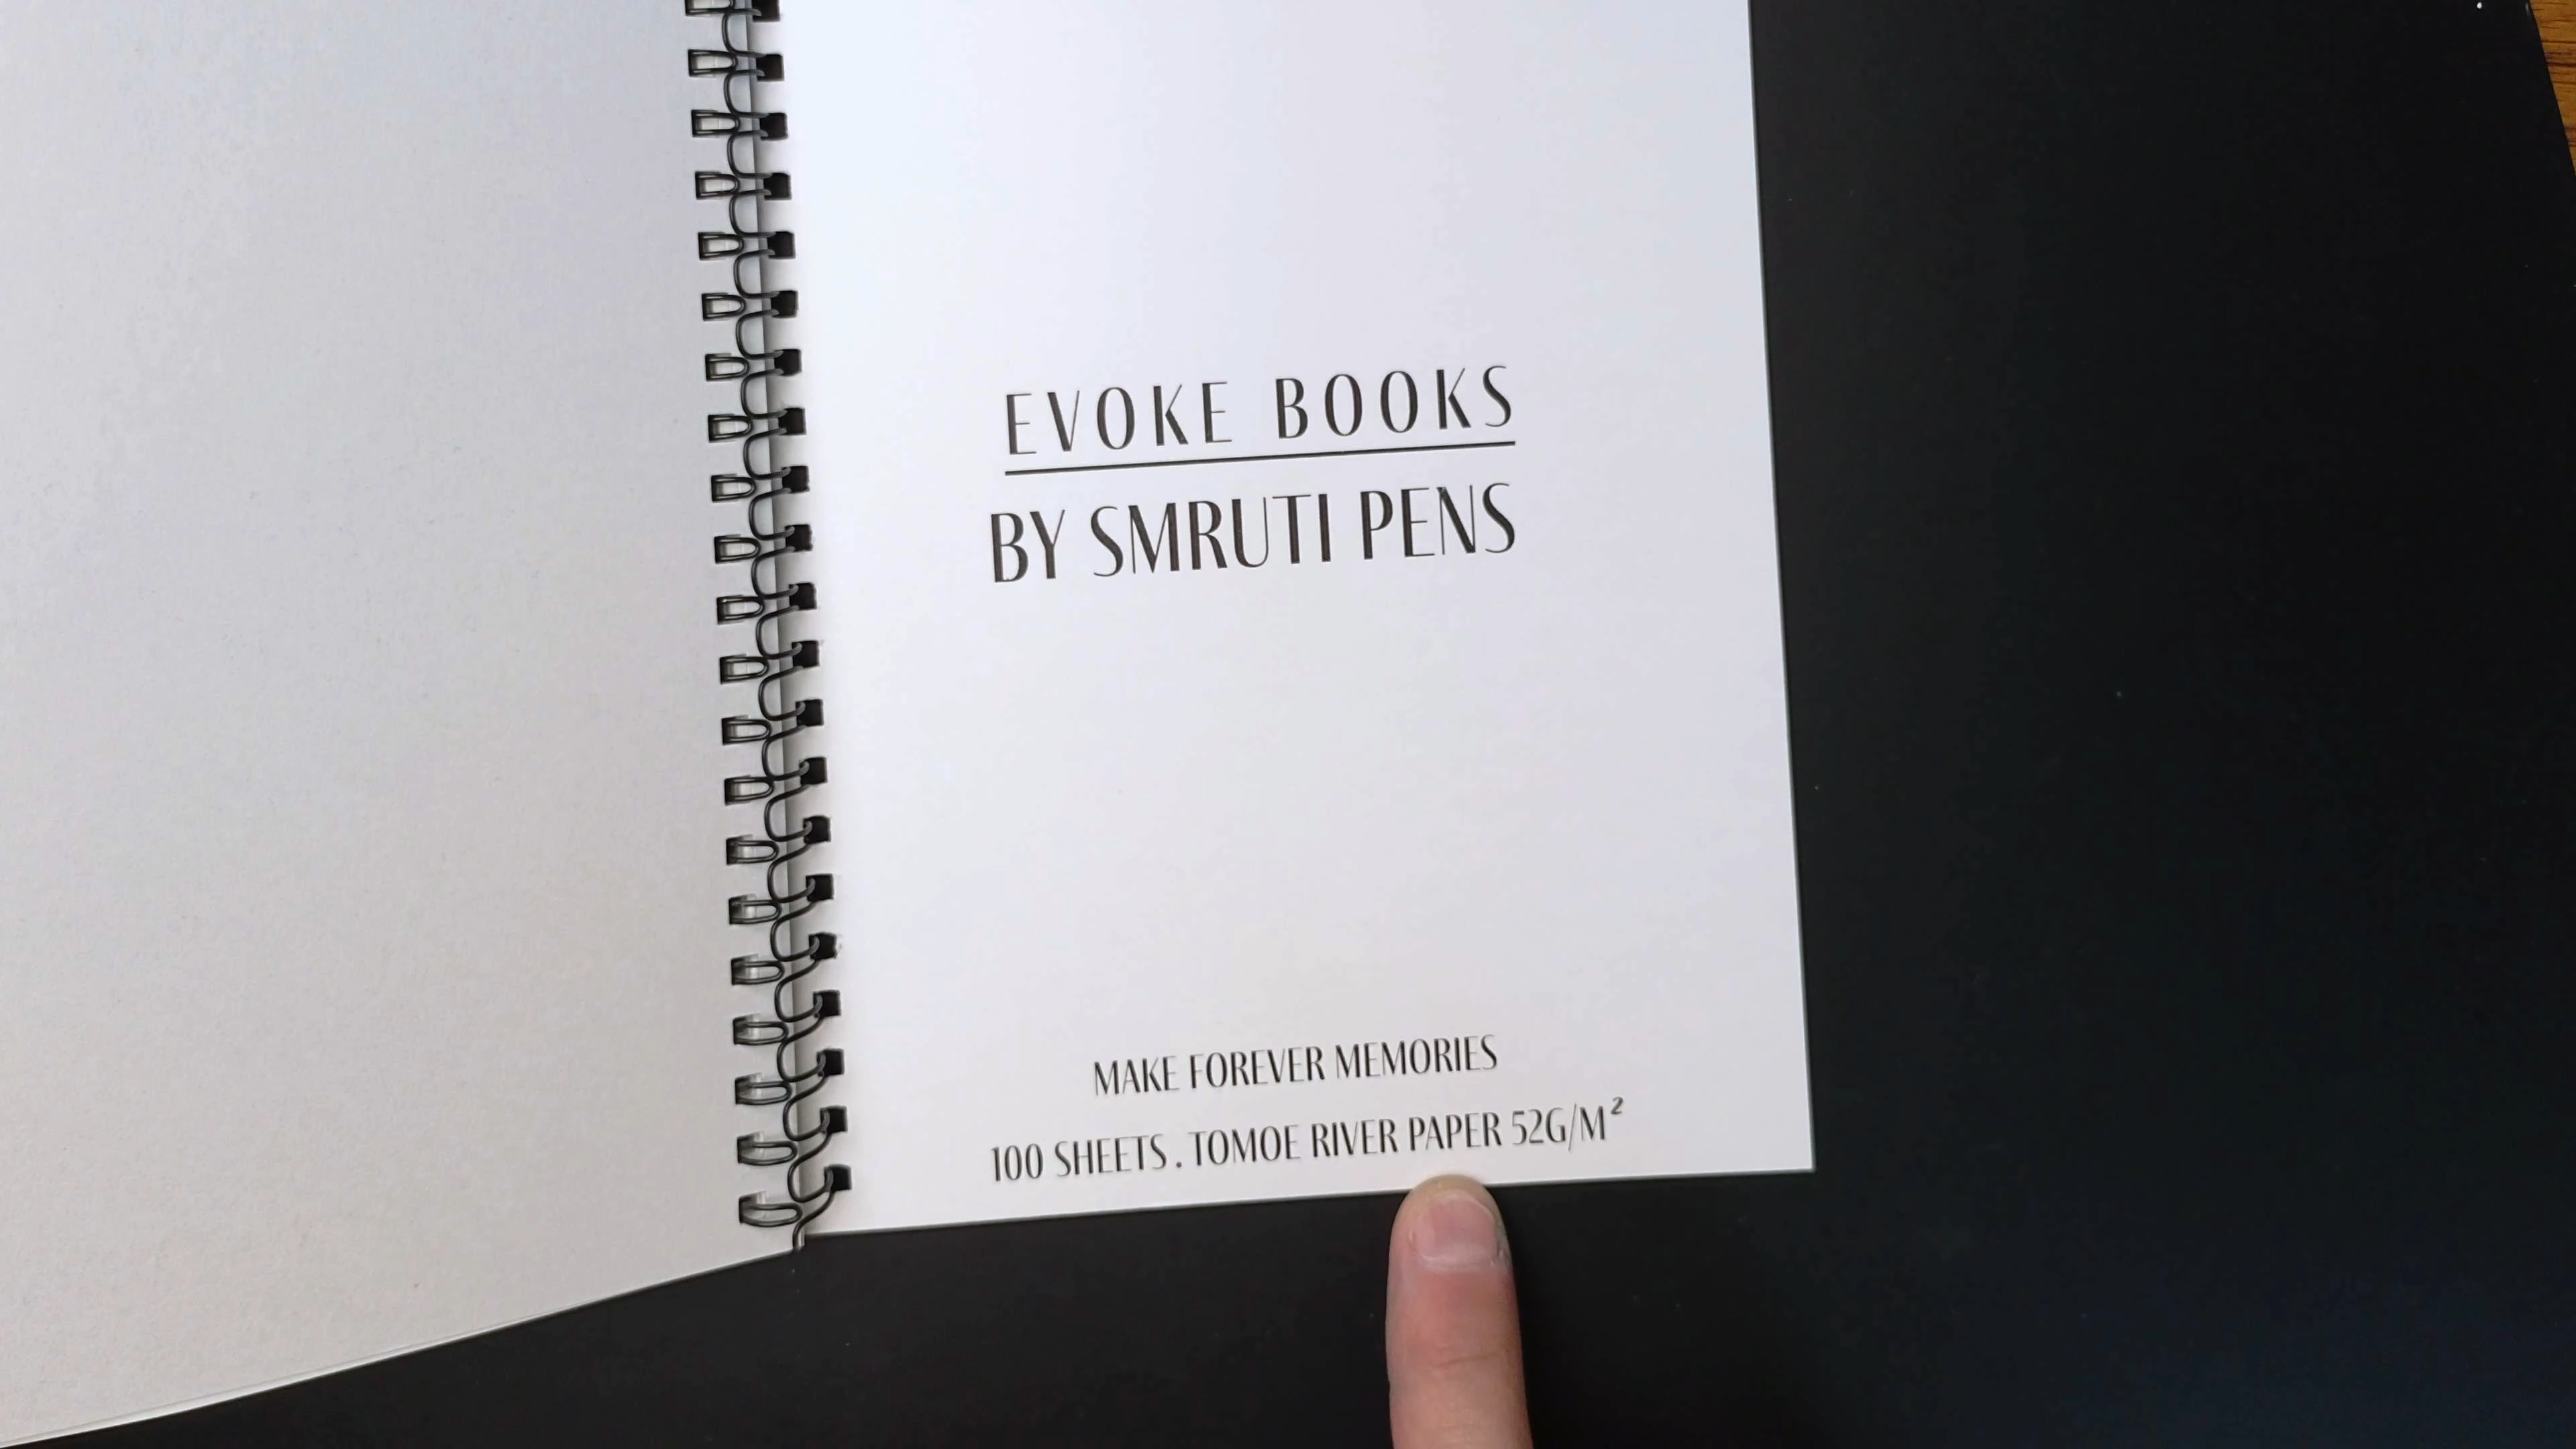 EVOKE BOOKS
BY SMRUTI PENS
MAKE FOREVER MEMORIES
100 SHEETS . TOMOE RIVER PAPER 52G/M²